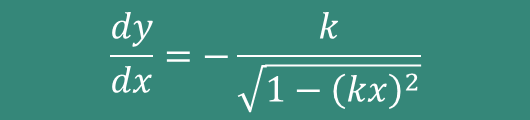 dy/dx = − k/√(1 − (kx)²)